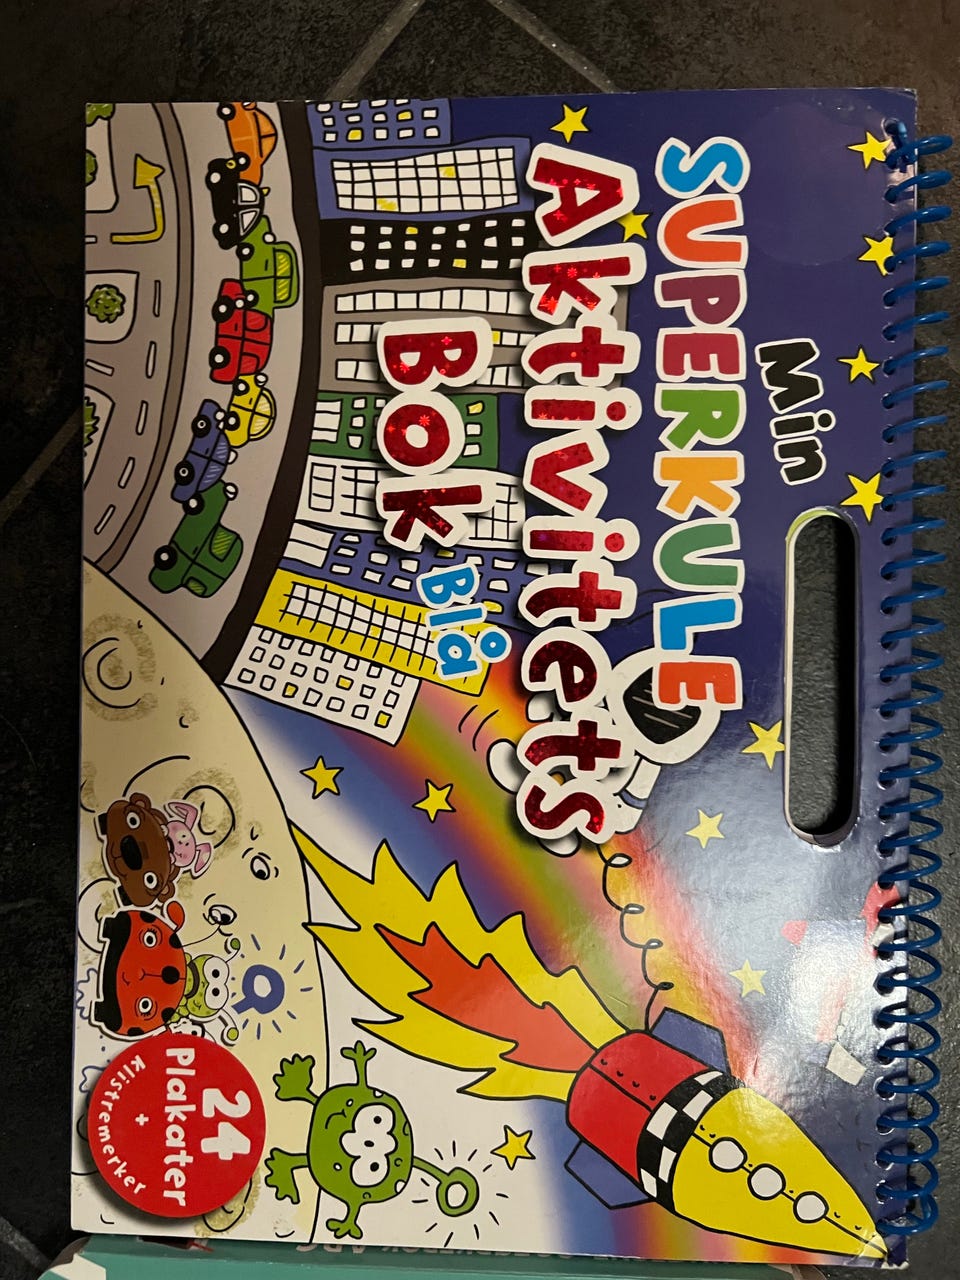 Min
SUPERKULE
Aktivitets
Bok
Blå
24
Plakater
+
Klistremerker